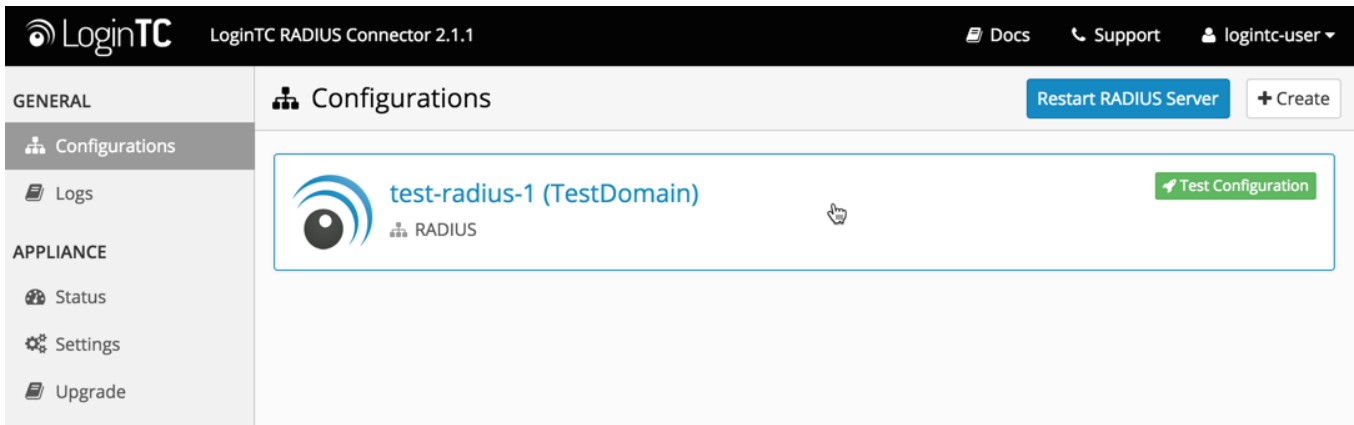 LoginTC LoginTC RADIUS Connector 2.1.1 Docs Support logintc-user
GENERAL
Configurations
Logs
APPLIANCE
Status
Settings
Upgrade
Configurations Restart RADIUS Server + Create
test-radius-1 (TestDomain) Test Configuration
RADIUS